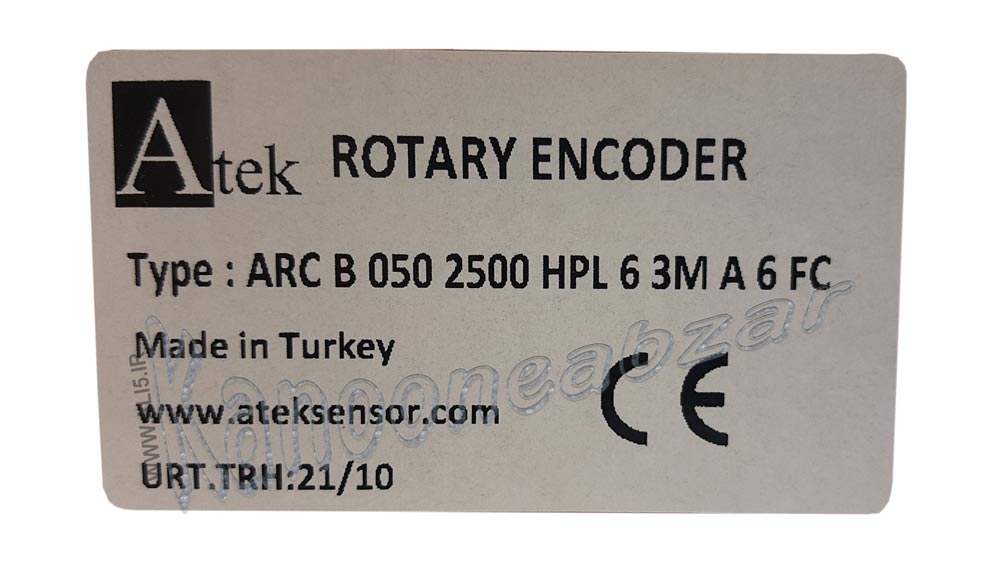 Atek ROTARY ENCODER
Type : ARC B 050 2500 HPL 6 3M A 6 FC
Made in Turkey
www.ateksensor.com
CE
URT.TRH:21/10
Kanooneabzar